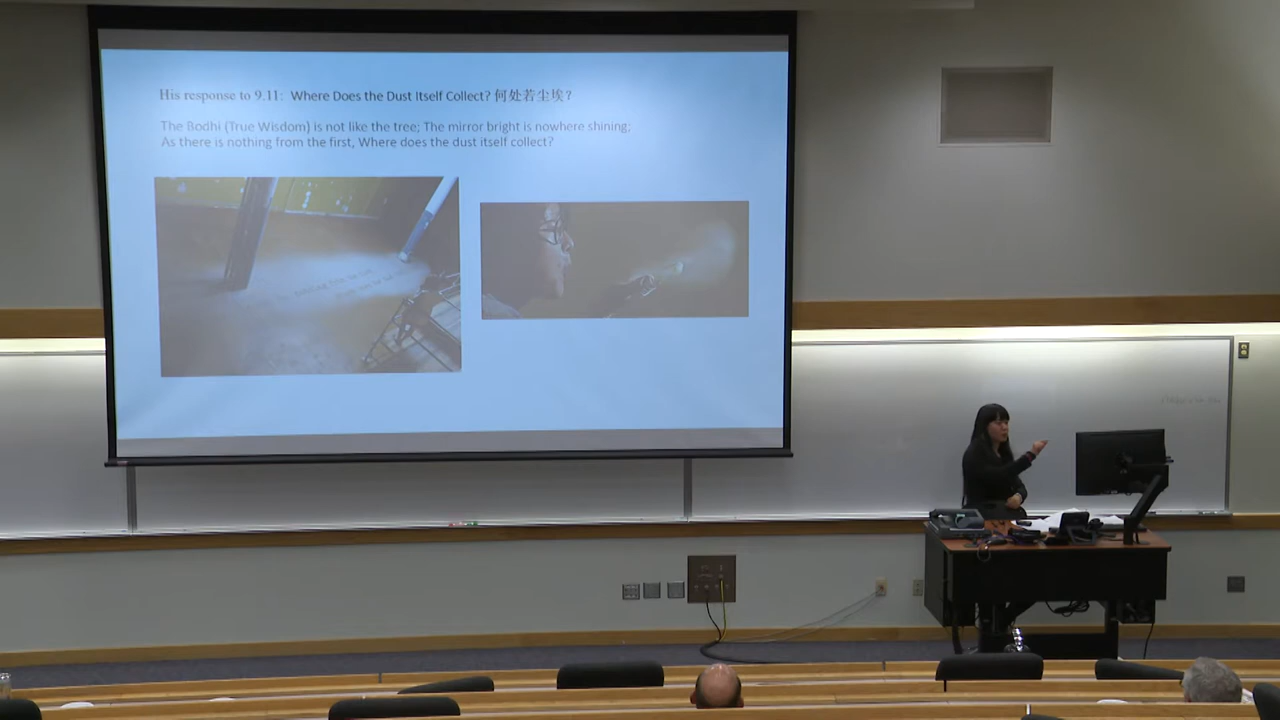 His response to 9.11: Where Does the Dust Itself Collect? 何处若尘埃?
The Bodhi (True Wisdom) is not like the tree; The mirror bright is nowhere shining;
As there is nothing from the first, Where does the dust itself collect?